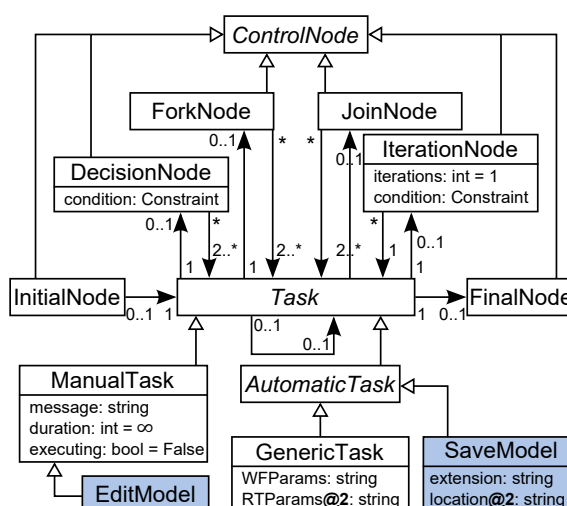 ControlNode
ForkNode
JoinNode
0..1
*
*
0..1
DecisionNode
condition: Constraint
IterationNode
iterations: int = 1
condition: Constraint
0..1
*
2..*
1
1
2..*
2..*
*
1
0..1
1
InitialNode
0..1
1
Task
1
0..1
FinalNode
0..1
0..1
ManualTask
message: string
duration: int = ∞
executing: bool = False
AutomaticTask
GenericTask
WFParams: string
RTParams@2: string
SaveModel
extension: string
location@2: string
EditModel